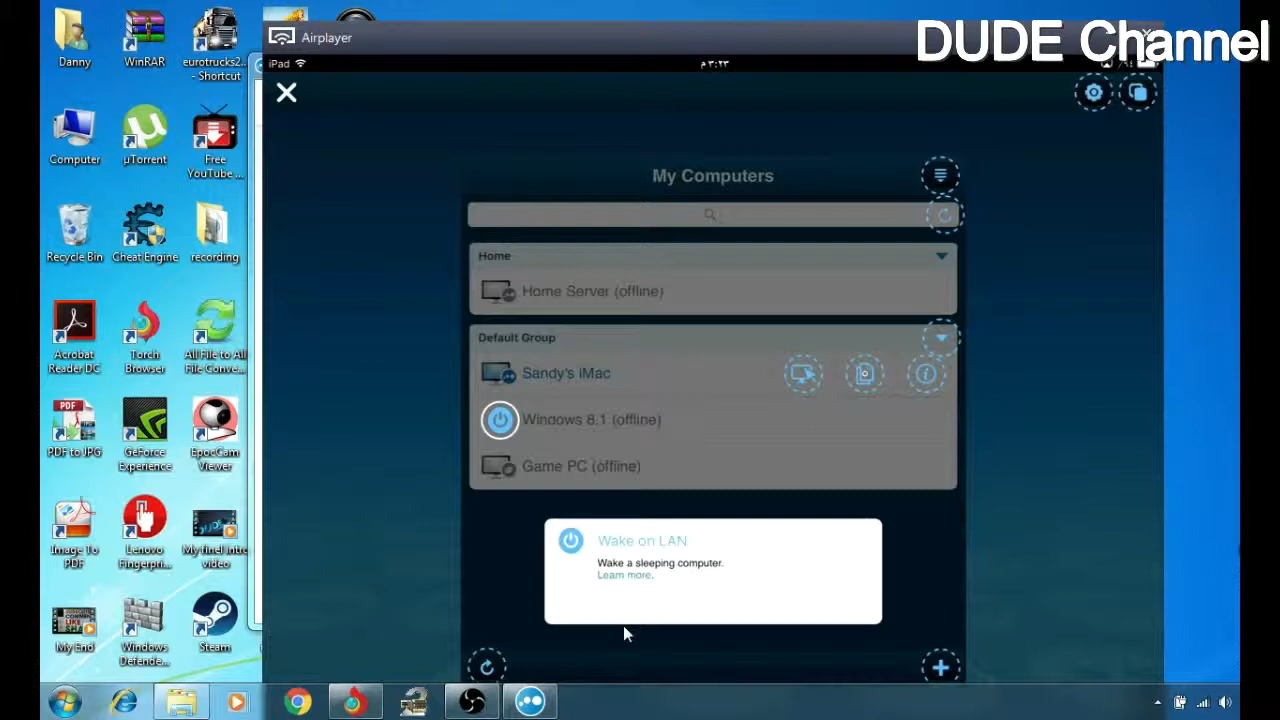 DUDE Channel
Airplayer
iPad
٣:٢٣ م
My Computers
Home
Home Server (offline)
Default Group
Sandy's iMac
Windows 8.1 (offline)
Game PC (offline)
Wake on LAN
Wake a sleeping computer.
Learn more.
Danny
WinRAR
eurotrucks2...
- Shortcut
Computer
µTorrent
Free
YouTube ...
Recycle Bin
Cheat Engine
recording
Acrobat
Reader DC
Torch
Browser
All File to All
File Conve...
PDF to JPG
GeForce
Experience
EpocCam
Viewer
Image To
PDF
Lenovo
Fingerpri...
My finel intro
video
My End
Windows
Defende...
Steam